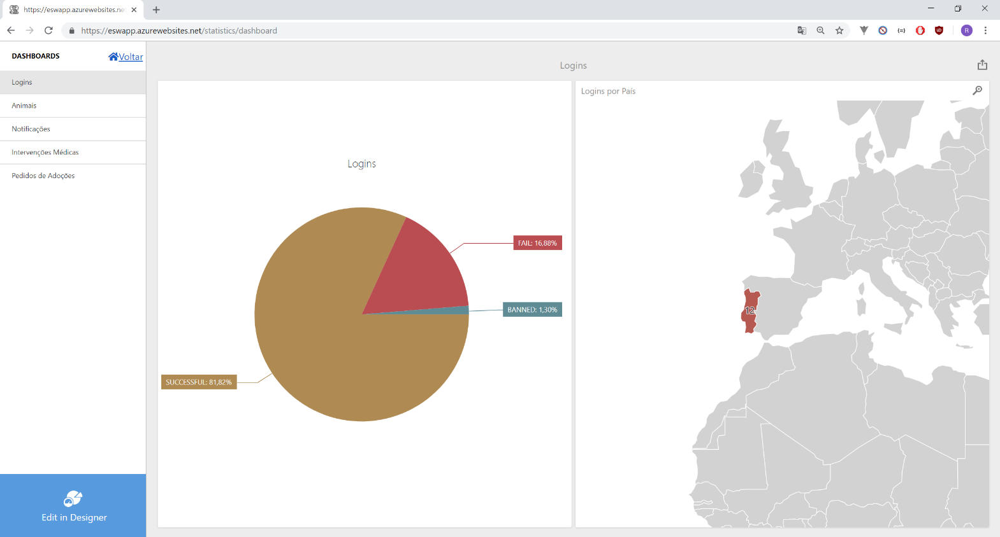 https://eswapp.azurewebsites.net
https://eswapp.azurewebsites.net/statistics/dashboard
{=}
R
DASHBOARDS
Voltar
Logins
Animais
Notificações
Intervenções Médicas
Pedidos de Adoções
Edit in Designer
Logins
Logins
FAIL: 16,88%
BANNED: 1,30%
SUCCESSFUL: 81,82%
Logins por País
12